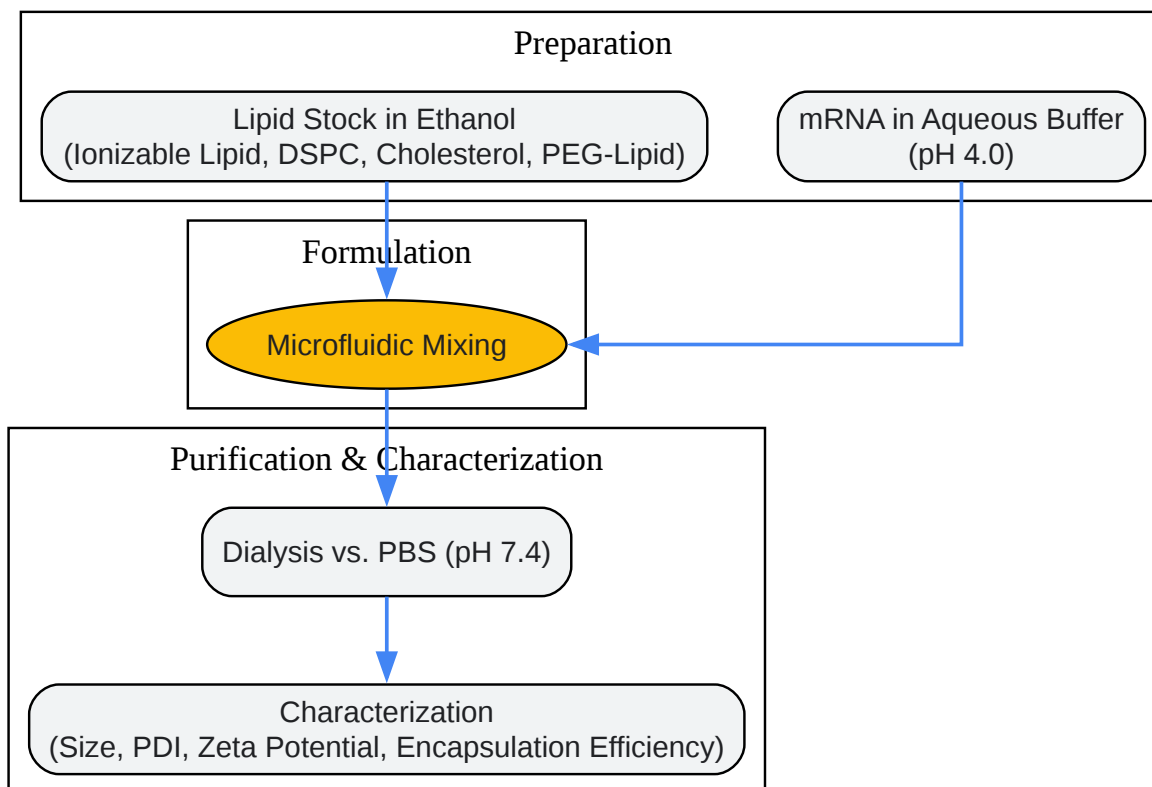 Preparation
Lipid Stock in Ethanol
(Ionizable Lipid, DSPC, Cholesterol, PEG-Lipid)
mRNA in Aqueous Buffer
(pH 4.0)
Formulation
Microfluidic Mixing
Purification & Characterization
Dialysis vs. PBS (pH 7.4)
Characterization
(Size, PDI, Zeta Potential, Encapsulation Efficiency)